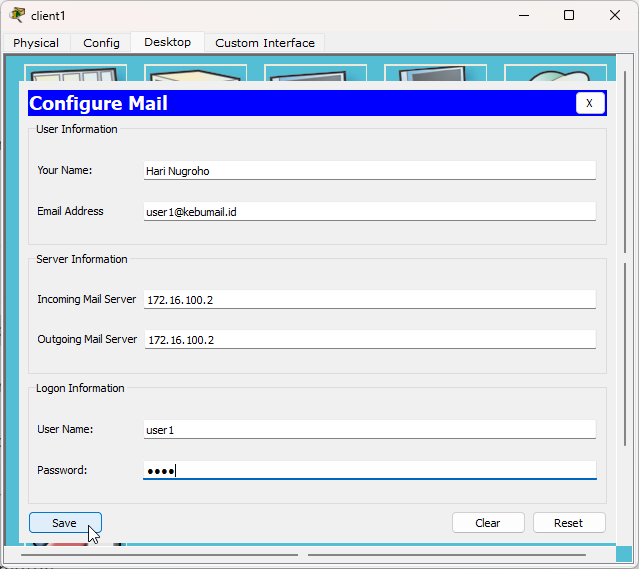 client1
Physical Config Desktop Custom Interface
Configure Mail X
User Information
Your Name: Hari Nugroho
Email Address user1@kebumail.id
Server Information
Incoming Mail Server 172.16.100.2
Outgoing Mail Server 172.16.100.2
Logon Information
User Name: user1
Password: ●●●●
Save Clear Reset